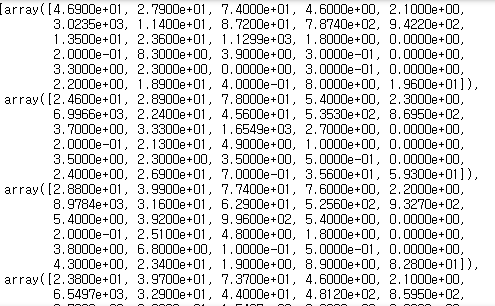 [array([4.6900e+01, 2.7900e+01, 7.4000e+01, 4.6000e+00, 2.1000e+00,
3.0235e+03, 1.1400e+01, 8.7200e+01, 7.8740e+02, 9.4220e+02,
1.3500e+01, 2.3600e+01, 1.1299e+03, 1.8000e+00, 0.0000e+00,
2.0000e-01, 8.3000e+00, 3.9000e+00, 3.0000e-01, 0.0000e+00,
3.3000e+00, 2.3000e+00, 0.0000e+00, 3.0000e-01, 0.0000e+00,
2.2000e+00, 1.8900e+01, 4.0000e-01, 8.0000e+00, 1.9600e+01]),
array([2.4600e+01, 2.8900e+01, 7.8000e+01, 5.4000e+00, 2.3000e+00,
6.9966e+03, 2.2400e+01, 4.5600e+01, 5.3530e+02, 8.6950e+02,
3.7000e+00, 3.3300e+01, 1.6549e+03, 2.7000e+00, 0.0000e+00,
2.0000e-01, 2.1300e+01, 4.9000e+00, 1.0000e+00, 0.0000e+00,
3.5000e+00, 2.3000e+00, 3.5000e+00, 5.0000e-01, 0.0000e+00,
2.4000e+00, 2.6900e+01, 7.0000e-01, 3.5600e+01, 5.9300e+01]),
array([2.8800e+01, 3.9900e+01, 7.7400e+01, 7.6000e+00, 2.2000e+00,
8.9784e+03, 3.1600e+01, 6.2900e+01, 5.2560e+02, 9.3270e+02,
5.4000e+00, 3.9200e+01, 9.9600e+02, 5.4000e+00, 0.0000e+00,
2.0000e-01, 2.5100e+01, 4.8000e+00, 1.8000e+00, 0.0000e+00,
3.8000e+00, 6.8000e+00, 1.0000e-01, 5.0000e-01, 0.0000e+00,
4.3000e+00, 2.3400e+01, 1.9000e+00, 8.9000e+00, 8.2800e+01]),
array([2.3800e+01, 3.9700e+01, 7.3700e+01, 4.6000e+00, 2.1000e+00,
6.5497e+03, 3.2900e+01, 4.4000e+01, 4.8120e+02, 8.5950e+02,